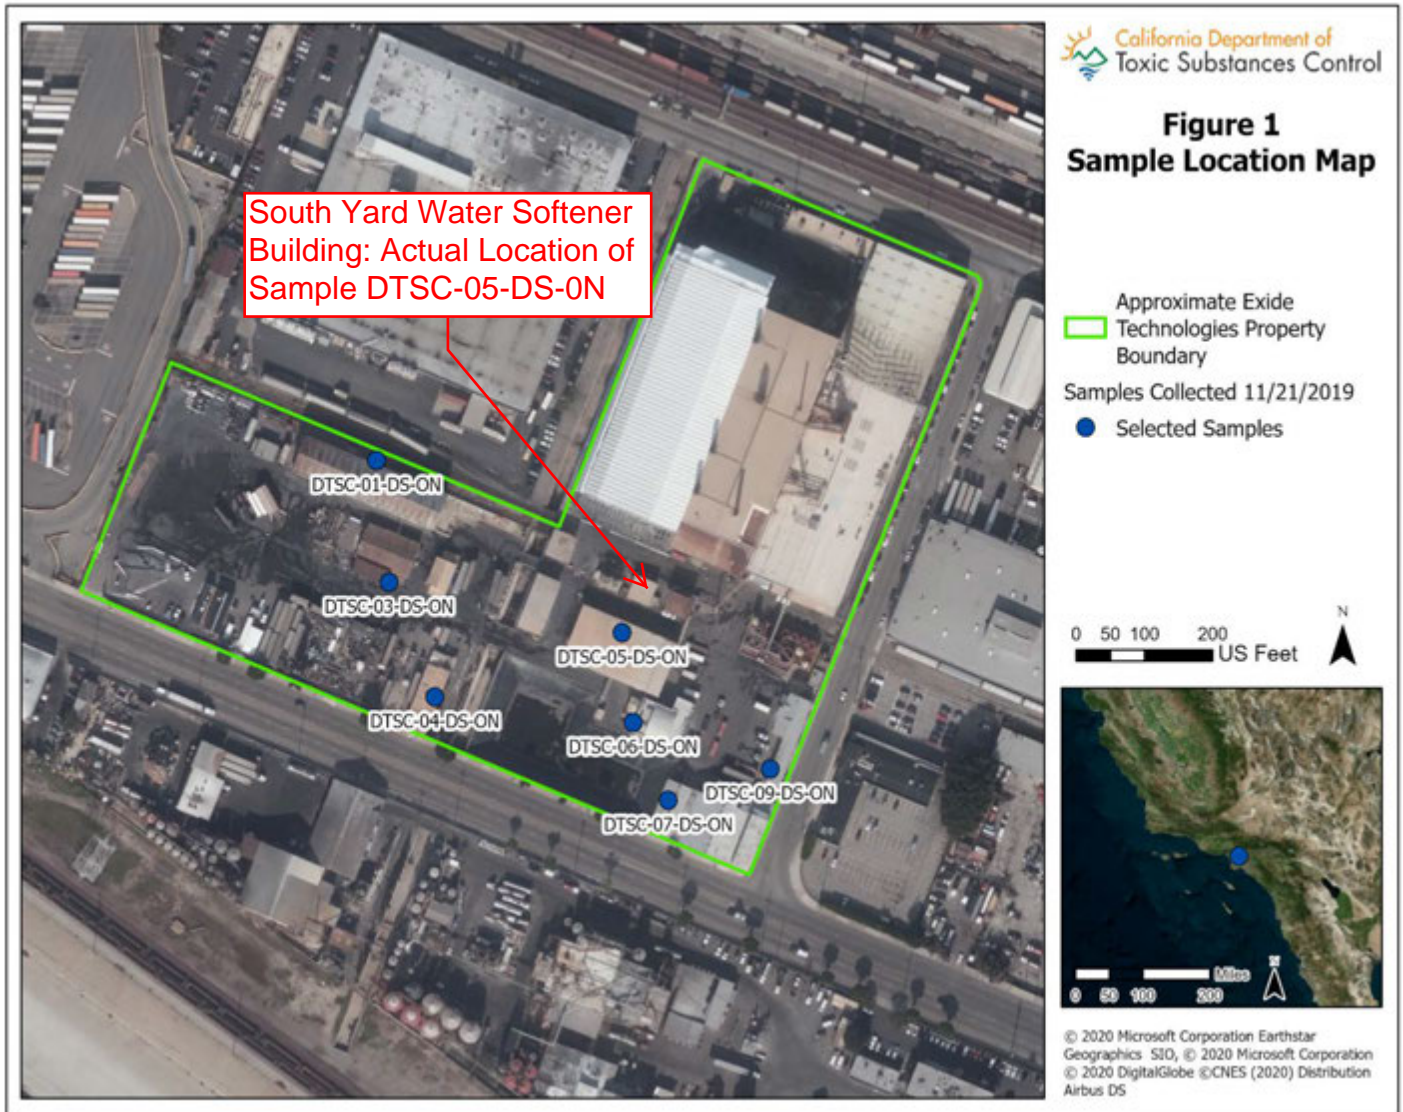 California Department of
Toxic Substances Control
Figure 1
Sample Location Map
South Yard Water Softener
Building: Actual Location of
Sample DTSC-05-DS-0N
Approximate Exide
Technologies Property
Boundary
Samples Collected 11/21/2019
Selected Samples
DTSC-01-DS-ON
DTSC-03-DS-ON
DTSC-05-DS-ON
DTSC-04-DS-ON
DTSC-06-DS-ON
DTSC-09-DS-ON
DTSC-07-DS-ON
N
0 50 100 200
US Feet
N
Miles
0 50 100 200
© 2020 Microsoft Corporation Earthstar
Geographics SIO, © 2020 Microsoft Corporation
© 2020 DigitalGlobe ©CNES (2020) Distribution
Airbus DS